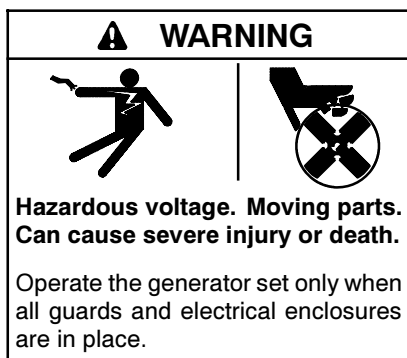 WARNING
Hazardous voltage. Moving parts.
Can cause severe injury or death.
Operate the generator set only when
all guards and electrical enclosures
are in place.